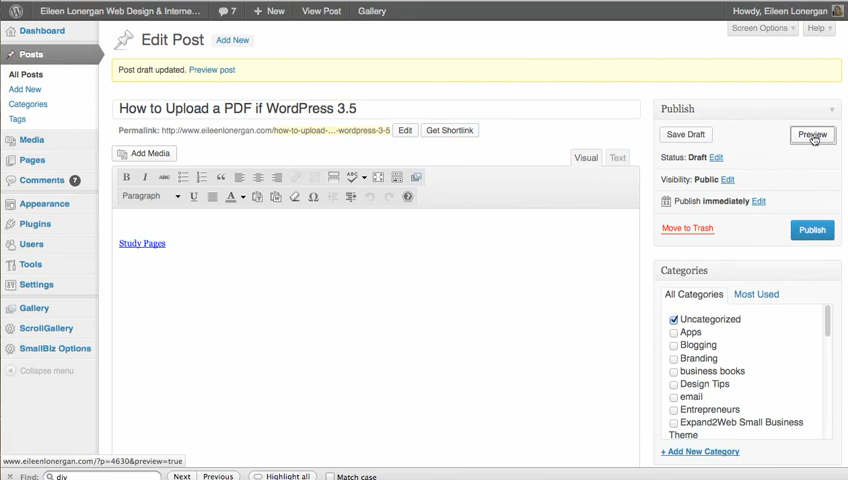 Eileen Lonergan Web Design & Interne... 7 + New View Post Gallery Howdy, Eileen Lonergan
Dashboard
Posts
All Posts
Add New
Categories
Tags
Media
Pages
Comments 7
Appearance
Plugins
Users
Tools
Settings
Gallery
ScrollGallery
SmallBiz Options
Collapse menu
Screen Options Help
Edit Post Add New
Post draft updated. Preview post
How to Upload a PDF if WordPress 3.5
Permalink: http://www.eileenlonergan.com/how-to-upload-...-wordpress-3-5 Edit Get Shortlink
Add Media
Visual Text
B I ABC “ ABC
Paragraph U A Ω ?
Study Pages
Publish
Save Draft Preview
Status: Draft Edit
Visibility: Public Edit
Publish immediately Edit
Move to Trash Publish
Categories
All Categories Most Used
Uncategorized
Apps
Blogging
Branding
business books
Design Tips
email
Entrepreneurs
Expand2Web Small Business
Theme
+ Add New Category
www.eileenlonergan.com/?p=4630&preview=true
Find: div Next Previous Highlight all Match case